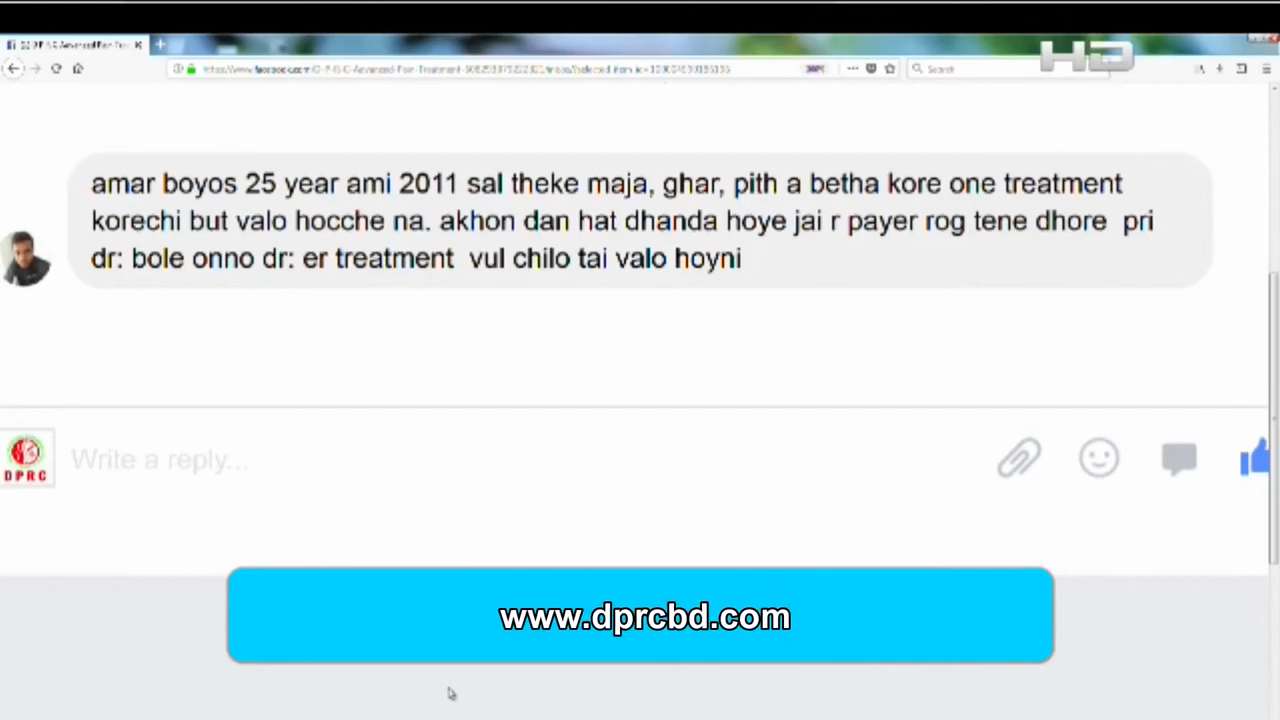 HD
Search
amar boyos 25 year ami 2011 sal theke maja, ghar, pith a betha kore one treatment
korechi but valo hocche na. akhon dan hat dhanda hoye jai r payer rog tene dhore pri
dr: bole onno dr: er treatment vul chilo tai valo hoyni
DPRC
Write a reply...
www.dprcbd.com